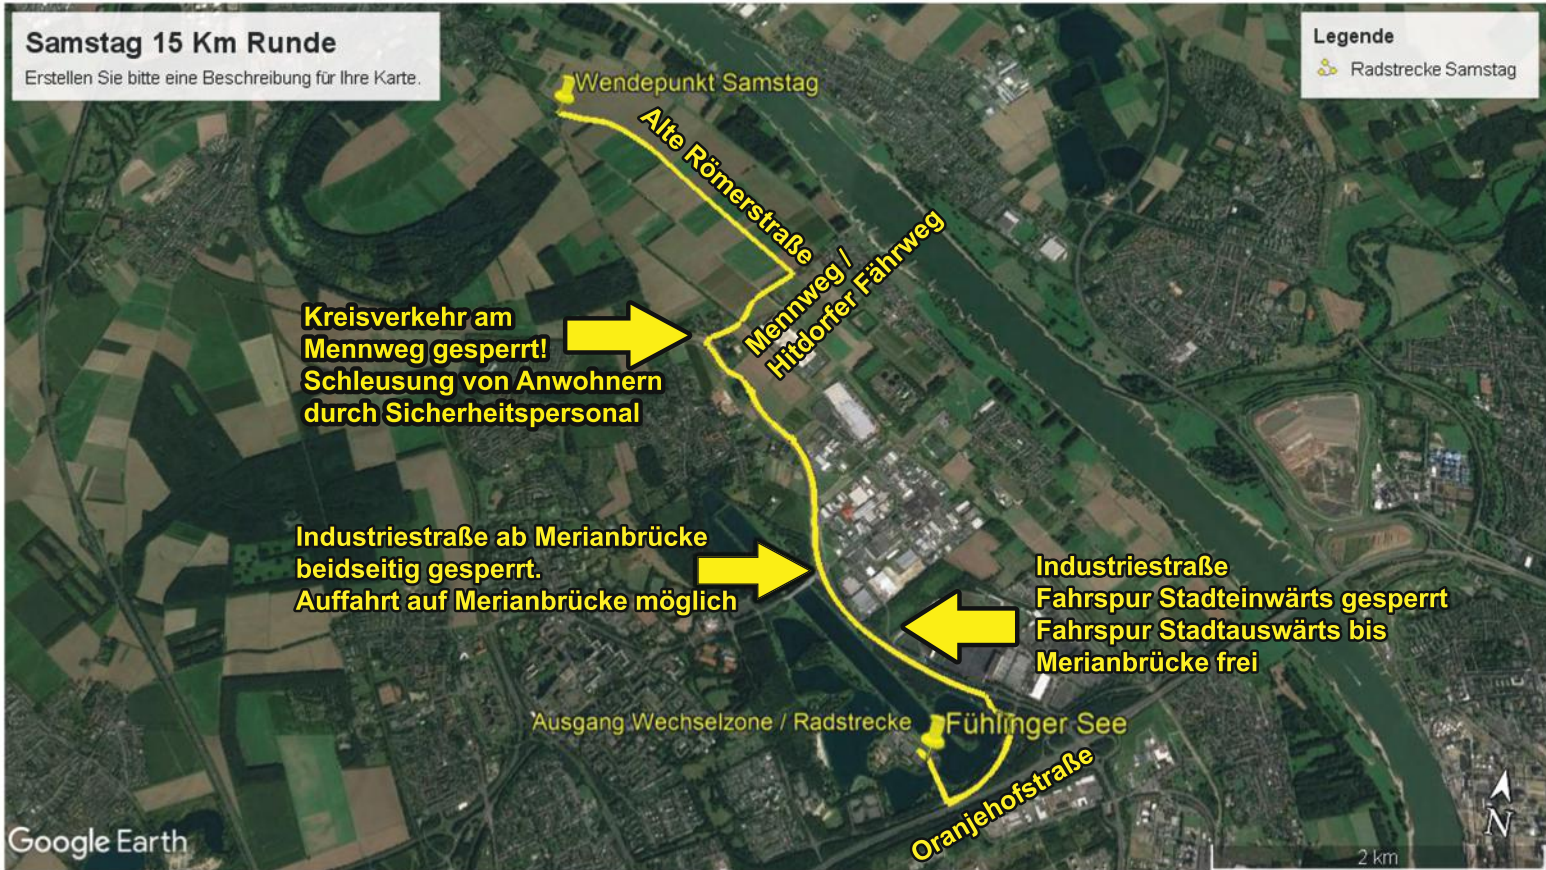 Samstag 15 Km Runde
Erstellen Sie bitte eine Beschreibung für Ihre Karte.
Legende
Radstrecke Samstag
Wendepunkt Samstag
Alte Römerstraße
Mennweg /
Hitdorfer Fährweg
Kreisverkehr am
Mennweg gesperrt!
Schleusung von Anwohnern
durch Sicherheitspersonal
Industriestraße ab Merianbrücke
beidseitig gesperrt.
Auffahrt auf Merianbrücke möglich
Industriestraße
Fahrspur Stadteinwärts gesperrt
Fahrspur Stadtauswärts bis
Merianbrücke frei
Ausgang Wechselzone / Radstrecke
Fühlinger See
Oranjehofstraße
Google Earth
N
2 km